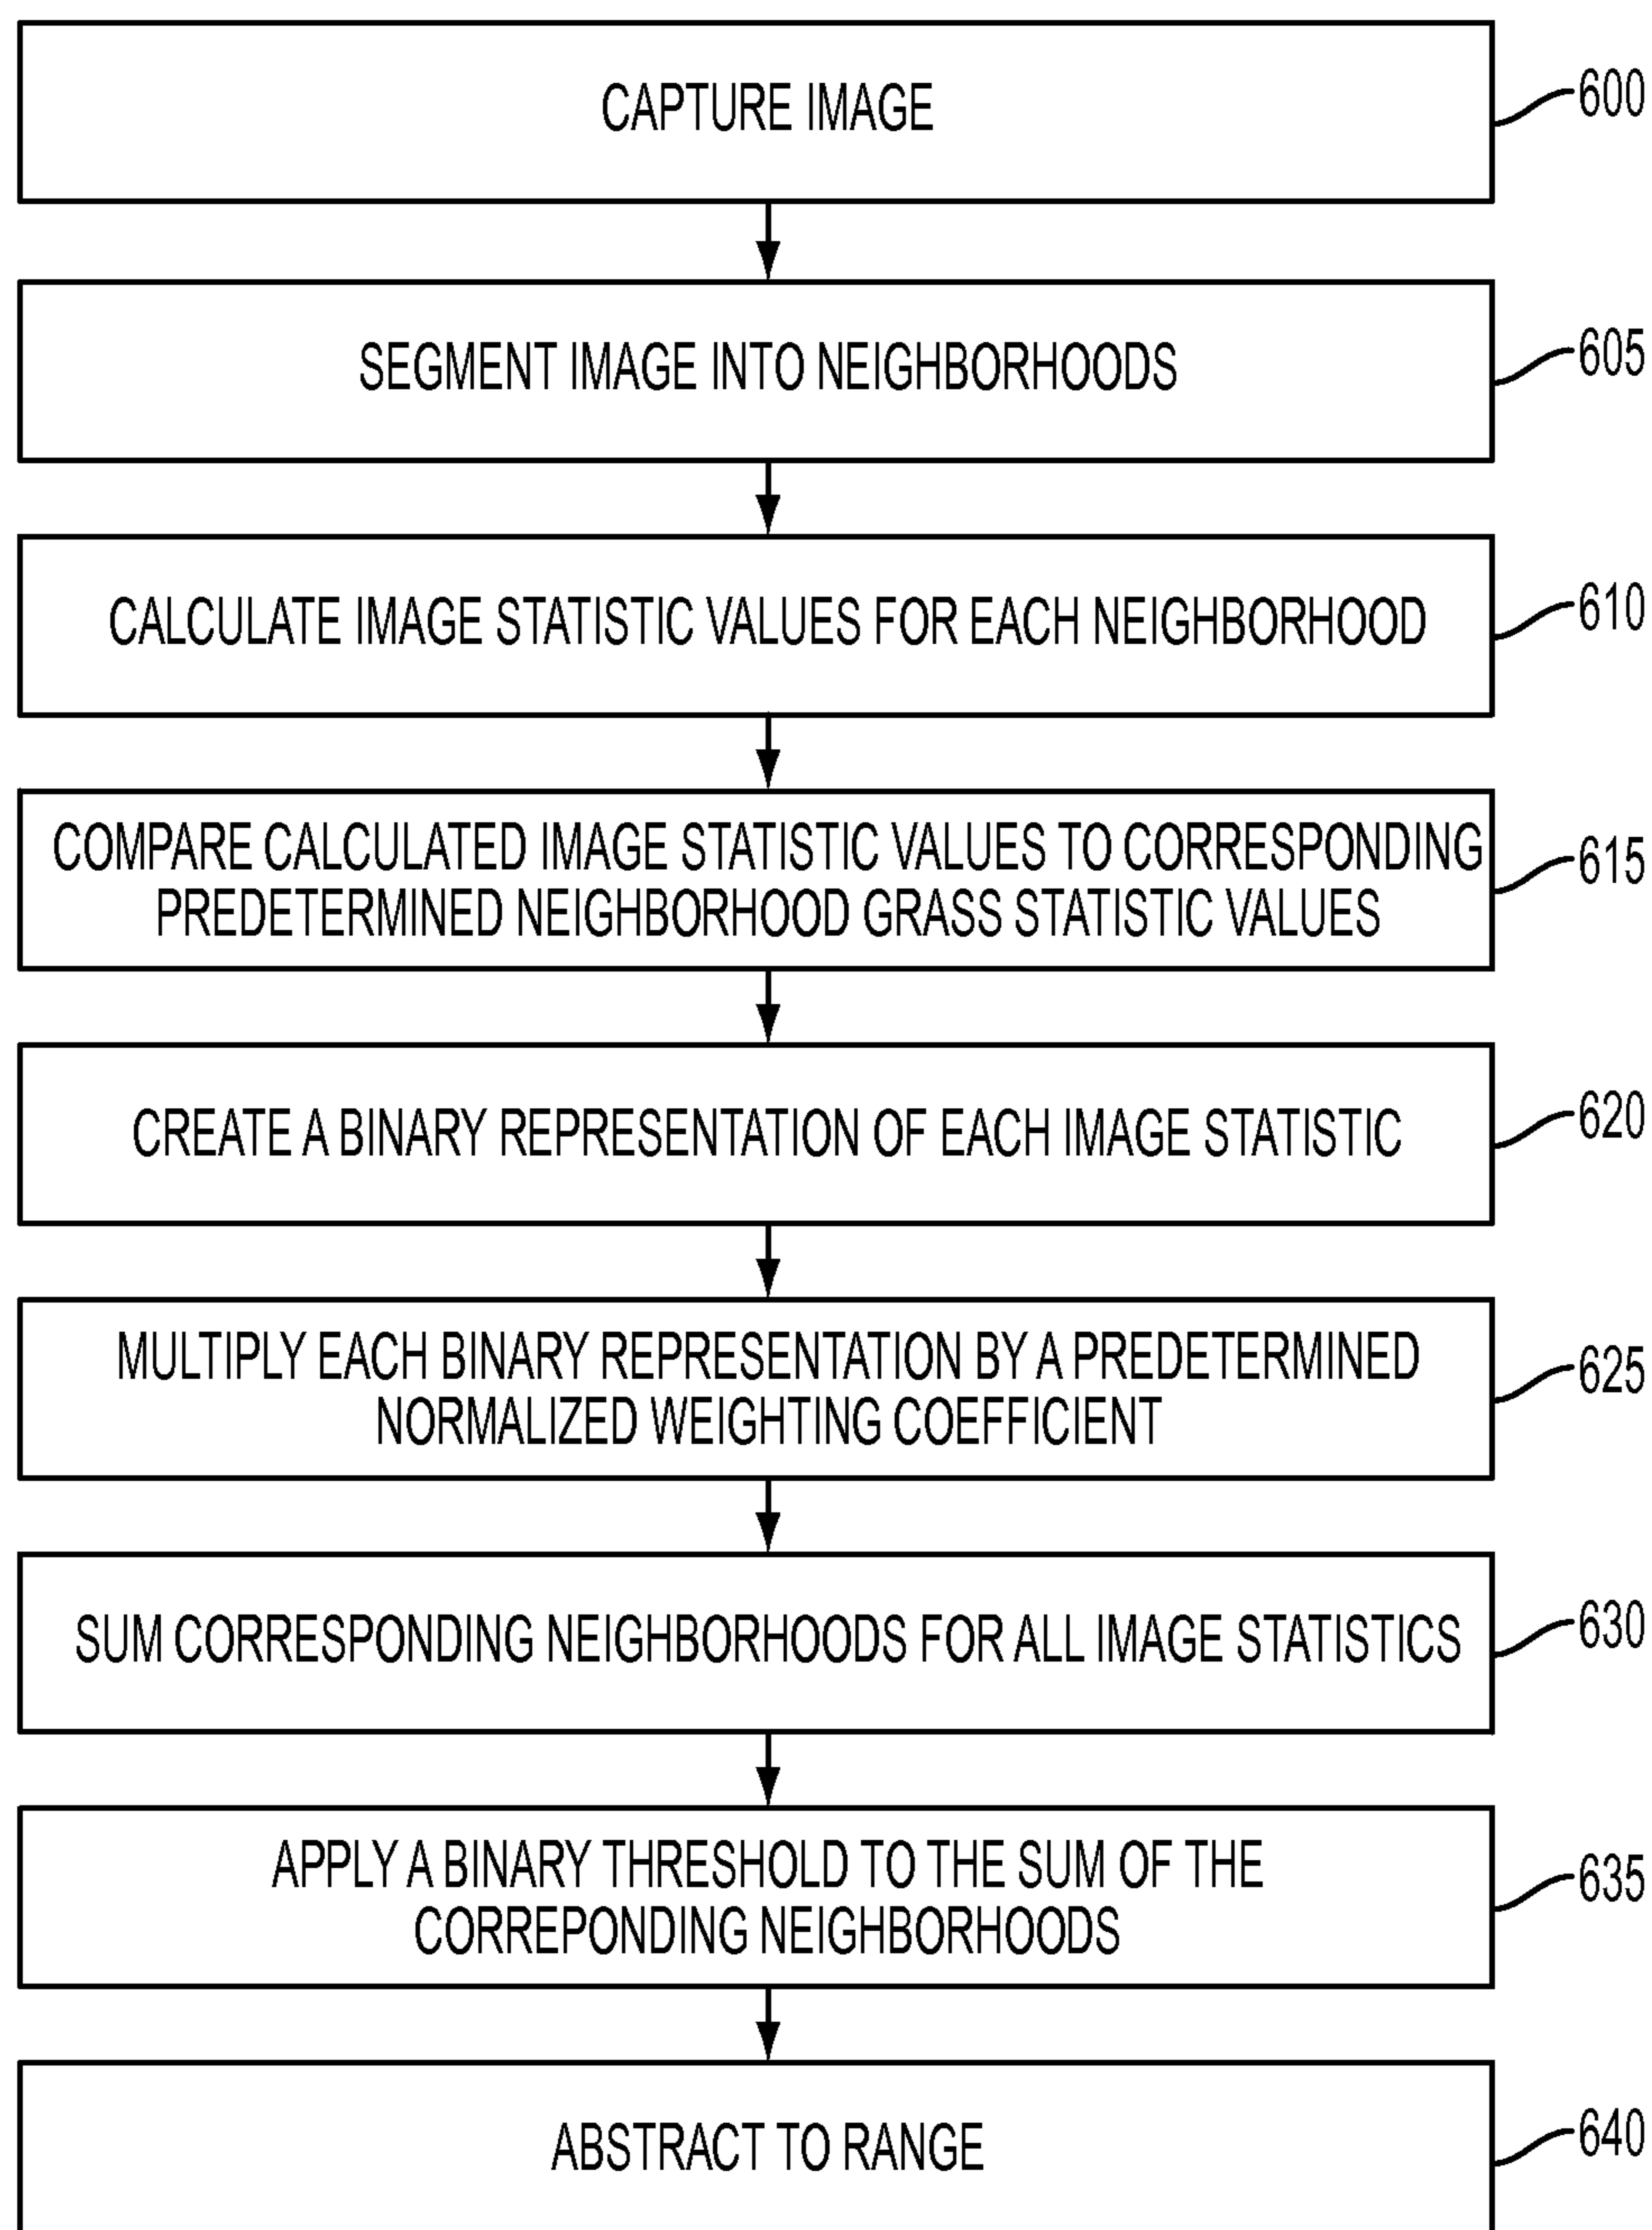 CAPTURE IMAGE
600
SEGMENT IMAGE INTO NEIGHBORHOODS
605
CALCULATE IMAGE STATISTIC VALUES FOR EACH NEIGHBORHOOD
610
COMPARE CALCULATED IMAGE STATISTIC VALUES TO CORRESPONDING
PREDETERMINED NEIGHBORHOOD GRASS STATISTIC VALUES
615
CREATE A BINARY REPRESENTATION OF EACH IMAGE STATISTIC
620
MULTIPLY EACH BINARY REPRESENTATION BY A PREDETERMINED
NORMALIZED WEIGHTING COEFFICIENT
625
SUM CORRESPONDING NEIGHBORHOODS FOR ALL IMAGE STATISTICS
630
APPLY A BINARY THRESHOLD TO THE SUM OF THE
CORREPONDING NEIGHBORHOODS
635
ABSTRACT TO RANGE
640